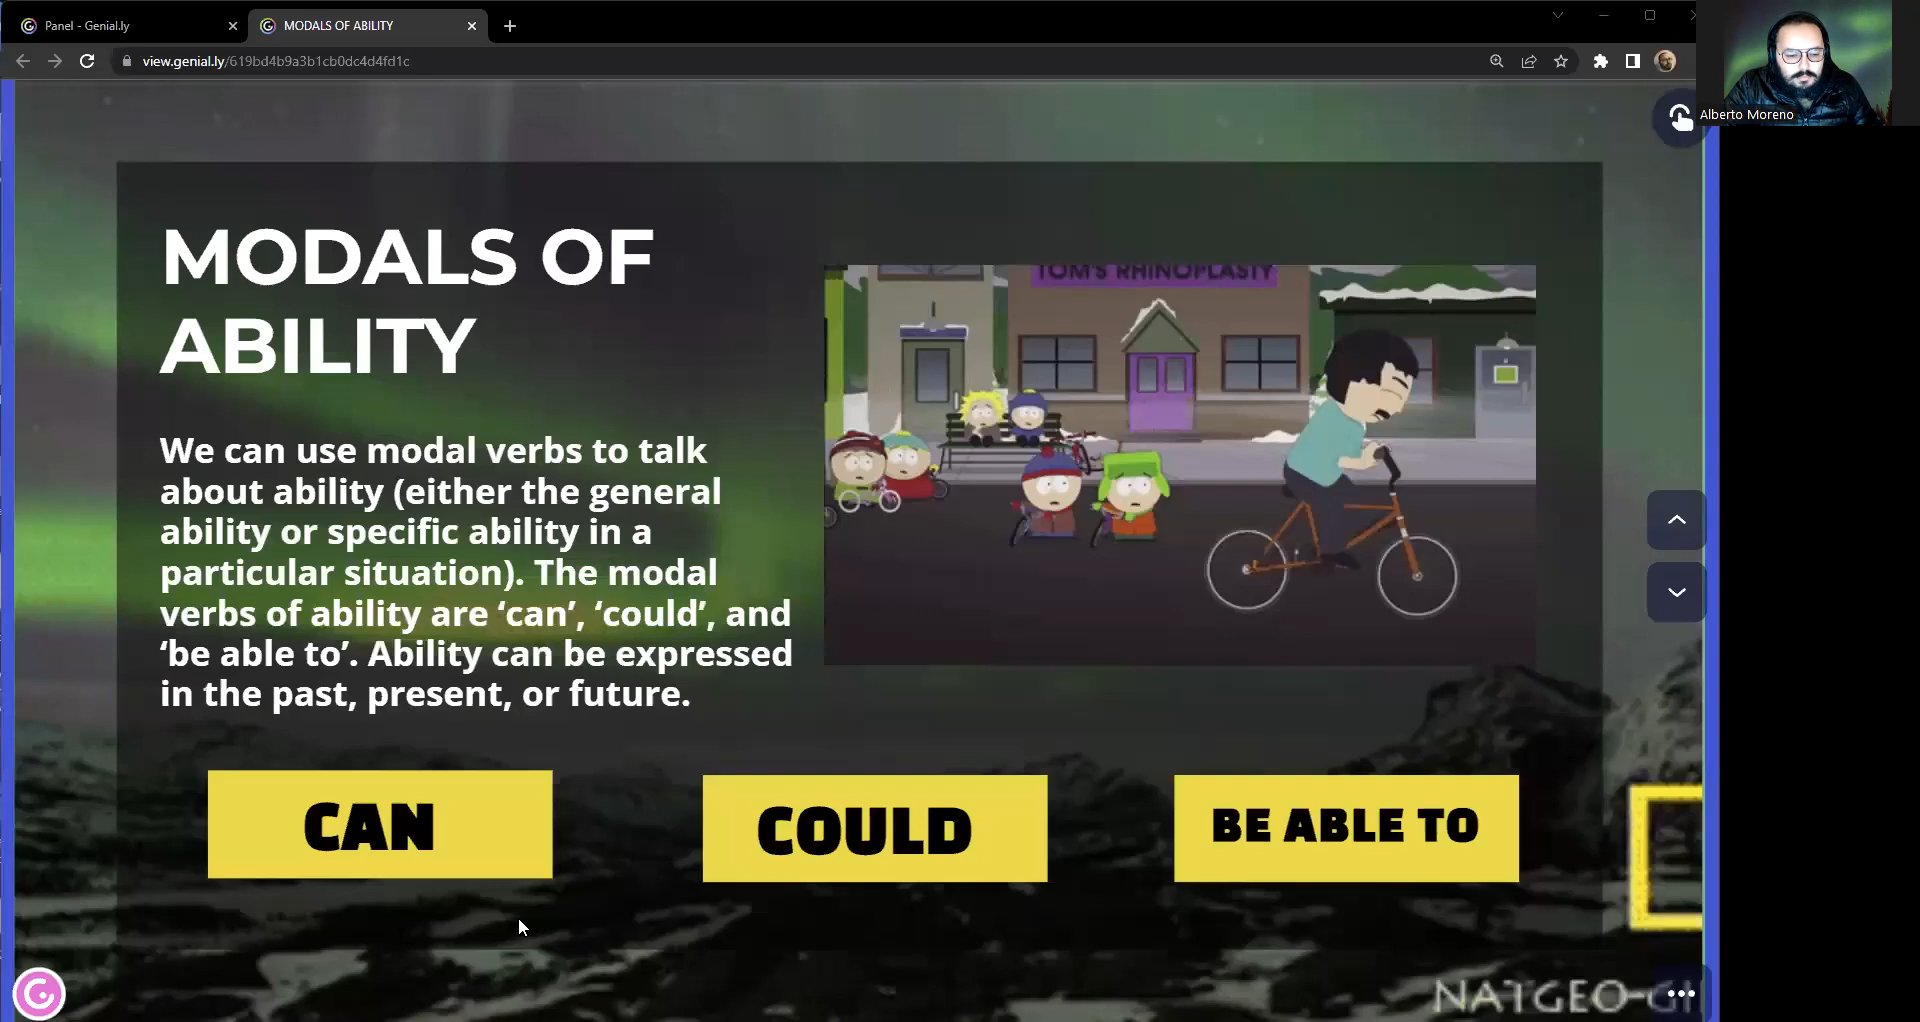 Panel - Genial.ly
MODALS OF ABILITY
view.genial.ly/619bd4b9a3b1cb0dc4d4fd1c
Alberto Moreno
MODALS OF
ABILITY
TOM'S RHINOPLASTY
We can use modal verbs to talk
about ability (either the general
ability or specific ability in a
particular situation). The modal
verbs of ability are ‘can’, ‘could’, and
‘be able to’. Ability can be expressed
in the past, present, or future.
CAN
COULD
BE ABLE TO
NATGEO-GI